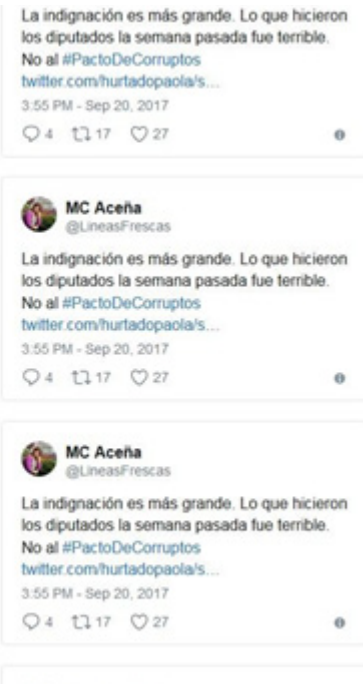 La indignación es más grande. Lo que hicieron
los diputados la semana pasada fue terrible.
No al #PactoDeCorruptos
twitter.com/hurtadopaola/s...
3:55 PM - Sep 20, 2017
4 17 27
MC Aceña
@LineasFrescas
La indignación es más grande. Lo que hicieron
los diputados la semana pasada fue terrible.
No al #PactoDeCorruptos
twitter.com/hurtadopaola/s...
3:55 PM - Sep 20, 2017
4 17 27
MC Aceña
@LineasFrescas
La indignación es más grande. Lo que hicieron
los diputados la semana pasada fue terrible.
No al #PactoDeCorruptos
twitter.com/hurtadopaola/s...
3:55 PM - Sep 20, 2017
4 17 27